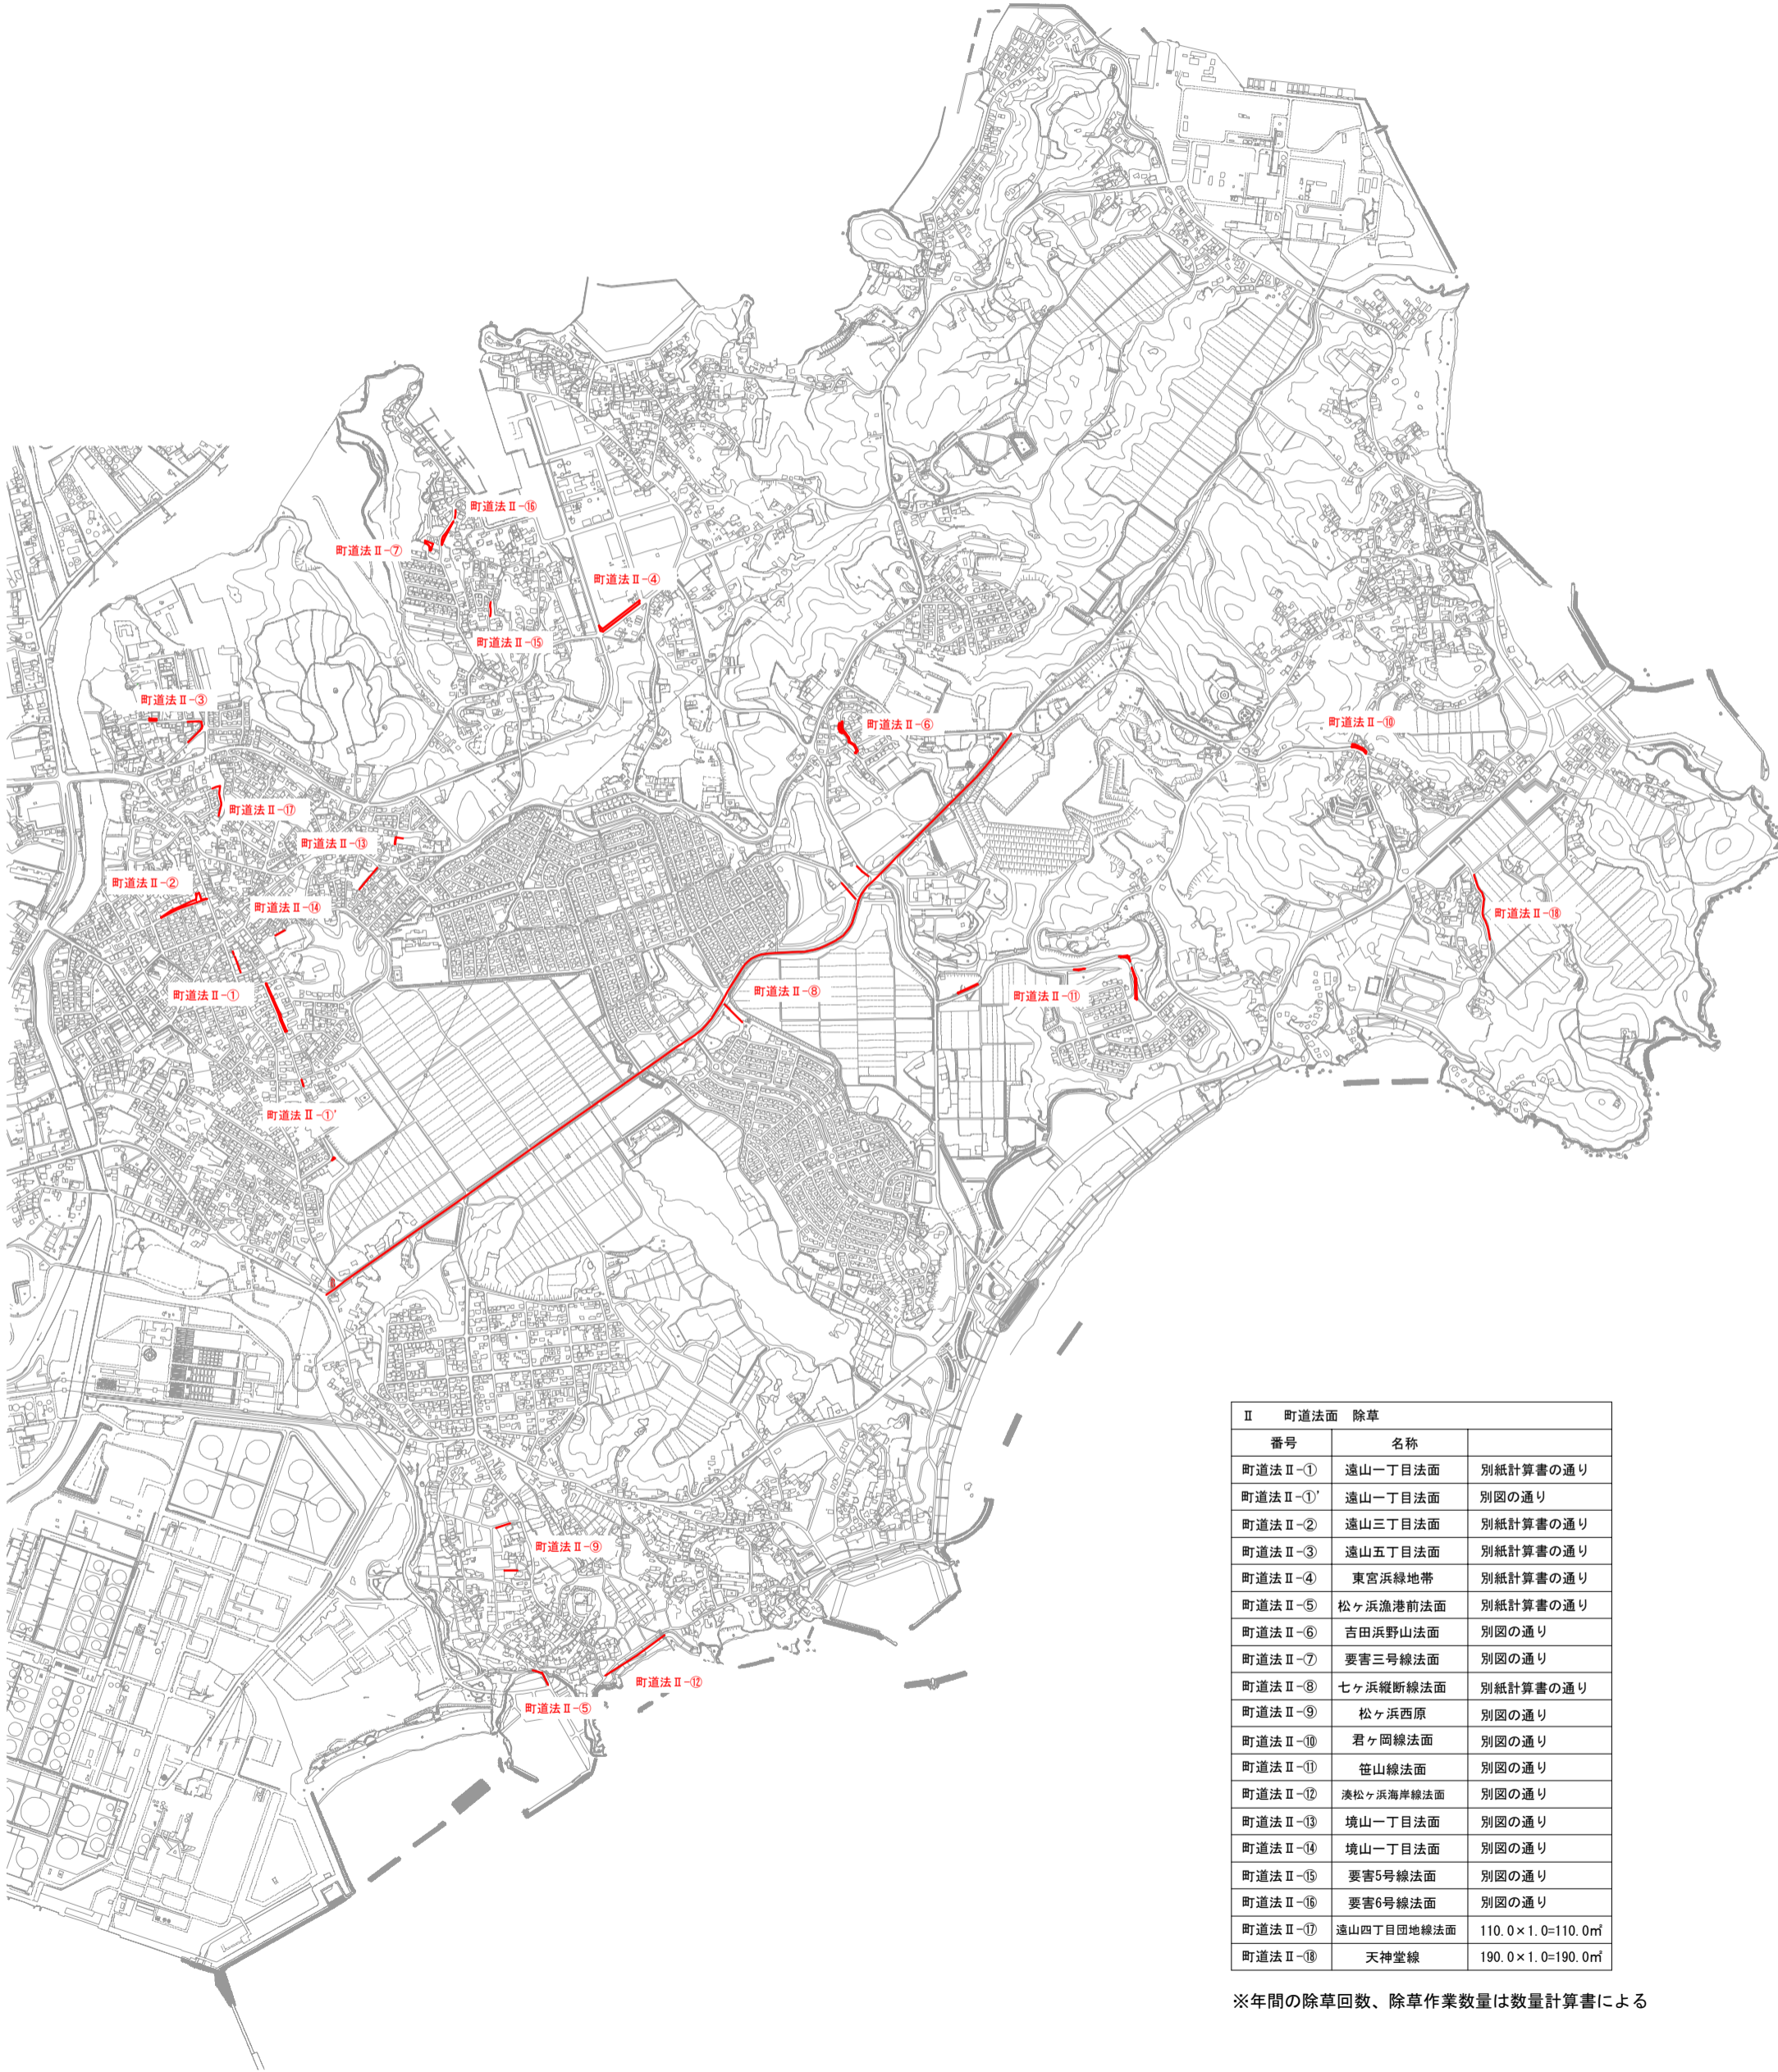 町道法Ⅱ-⑯
町道法Ⅱ-⑦
町道法Ⅱ-④
町道法Ⅱ-⑮
町道法Ⅱ-③
町道法Ⅱ-⑥
町道法Ⅱ-⑩
町道法Ⅱ-⑰
町道法Ⅱ-⑬
町道法Ⅱ-②
町道法Ⅱ-⑭
町道法Ⅱ-⑱
町道法Ⅱ-①
町道法Ⅱ-⑧
町道法Ⅱ-⑪
町道法Ⅱ-①'
町道法Ⅱ-⑨
町道法Ⅱ-⑫
町道法Ⅱ-⑤
Ⅱ 町道法面 除草
番号 名称
町道法Ⅱ-① 遠山一丁目法面 別紙計算書の通り
町道法Ⅱ-①' 遠山一丁目法面 別図の通り
町道法Ⅱ-② 遠山三丁目法面 別紙計算書の通り
町道法Ⅱ-③ 遠山五丁目法面 別紙計算書の通り
町道法Ⅱ-④ 東宮浜緑地帯 別紙計算書の通り
町道法Ⅱ-⑤ 松ヶ浜漁港前法面 別紙計算書の通り
町道法Ⅱ-⑥ 吉田浜野山法面 別図の通り
町道法Ⅱ-⑦ 要害三号線法面 別図の通り
町道法Ⅱ-⑧ 七ヶ浜縦断線法面 別紙計算書の通り
町道法Ⅱ-⑨ 松ヶ浜西原 別図の通り
町道法Ⅱ-⑩ 君ヶ岡線法面 別図の通り
町道法Ⅱ-⑪ 笹山線法面 別図の通り
町道法Ⅱ-⑫ 湊松ヶ浜海岸線法面 別図の通り
町道法Ⅱ-⑬ 境山一丁目法面 別図の通り
町道法Ⅱ-⑭ 境山一丁目法面 別図の通り
町道法Ⅱ-⑮ 要害5号線法面 別図の通り
町道法Ⅱ-⑯ 要害6号線法面 別図の通り
町道法Ⅱ-⑰ 遠山四丁目団地線法面 110.0×1.0=110.0㎡
町道法Ⅱ-⑱ 天神堂線 190.0×1.0=190.0㎡
※年間の除草回数、除草作業数量は数量計算書による